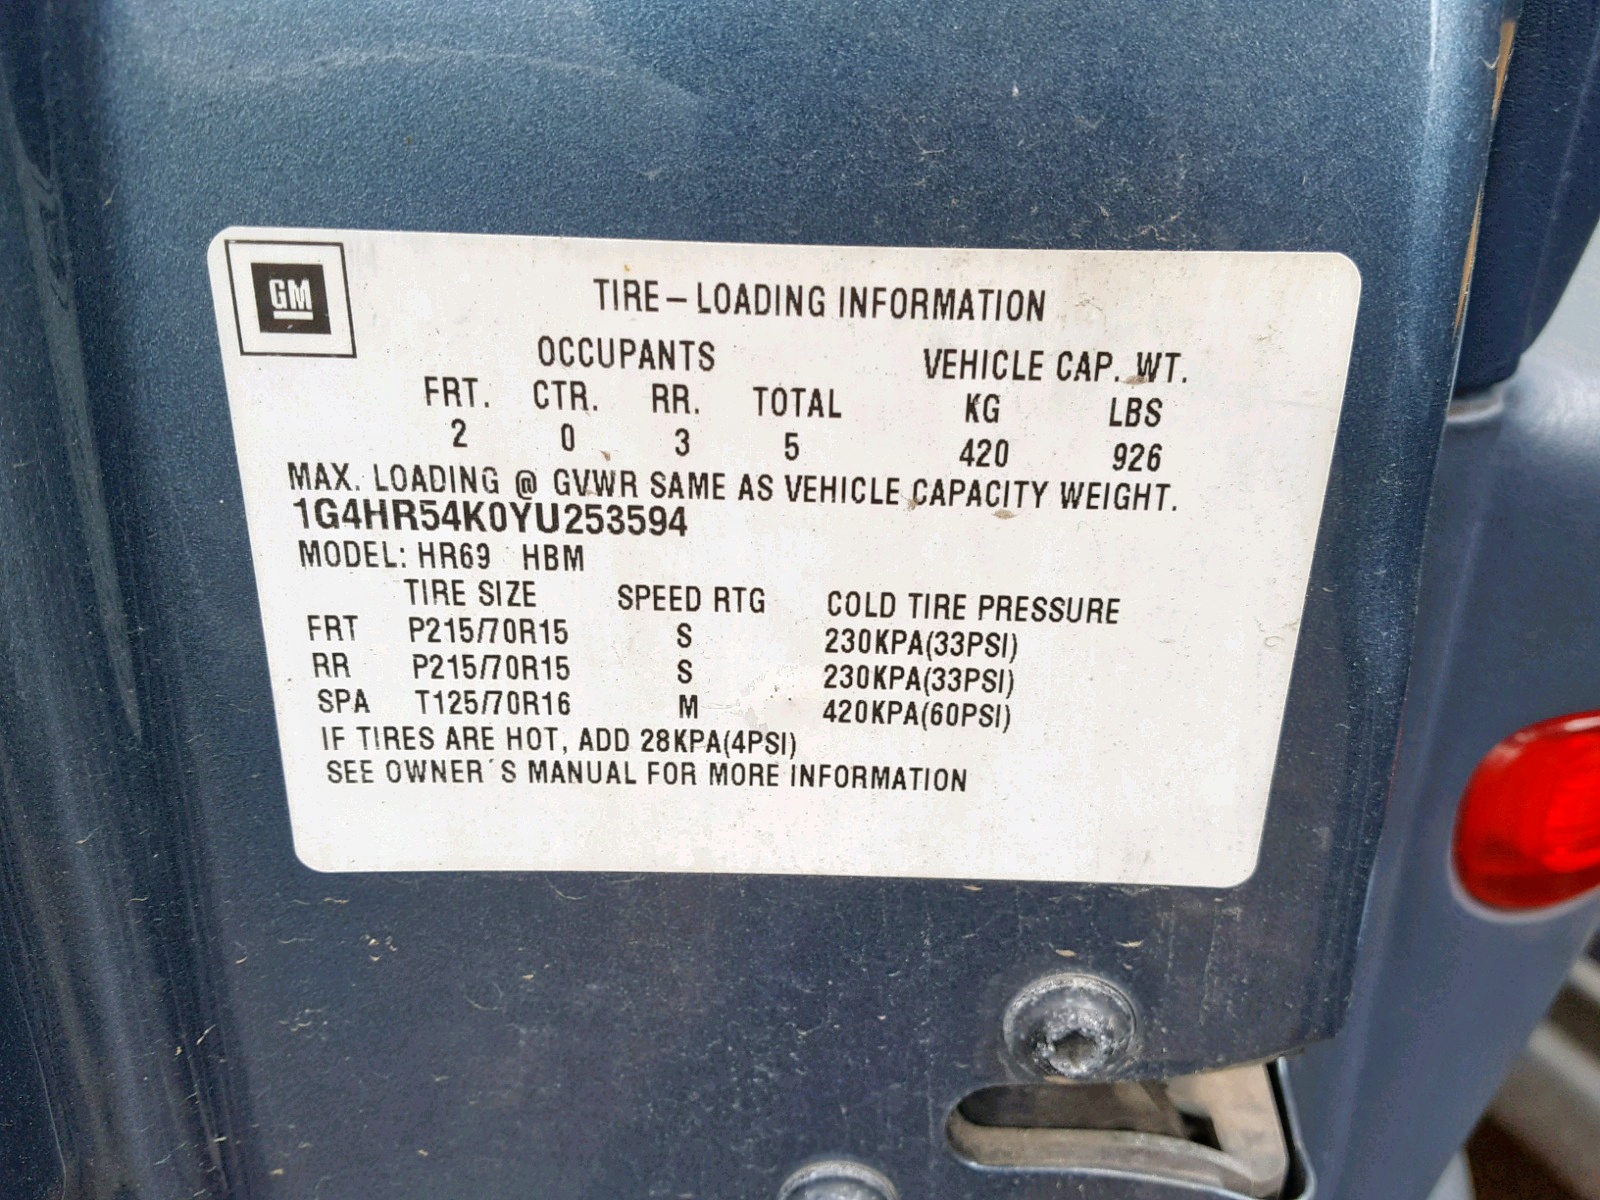 GM
TIRE-LOADING INFORMATION
OCCUPANTS VEHICLE CAP. WT.
FRT. CTR. RR. TOTAL KG LBS
2 0 3 5 420 926
MAX. LOADING @ GVWR SAME AS VEHICLE CAPACITY WEIGHT.
1G4HR54K0YU253594
MODEL: HR69 HBM
TIRE SIZE SPEED RTG COLD TIRE PRESSURE
FRT P215/70R15 S 230KPA(33PSI)
RR P215/70R15 S 230KPA(33PSI)
SPA T125/70R16 M 420KPA(60PSI)
IF TIRES ARE HOT, ADD 28KPA(4PSI)
SEE OWNER´S MANUAL FOR MORE INFORMATION